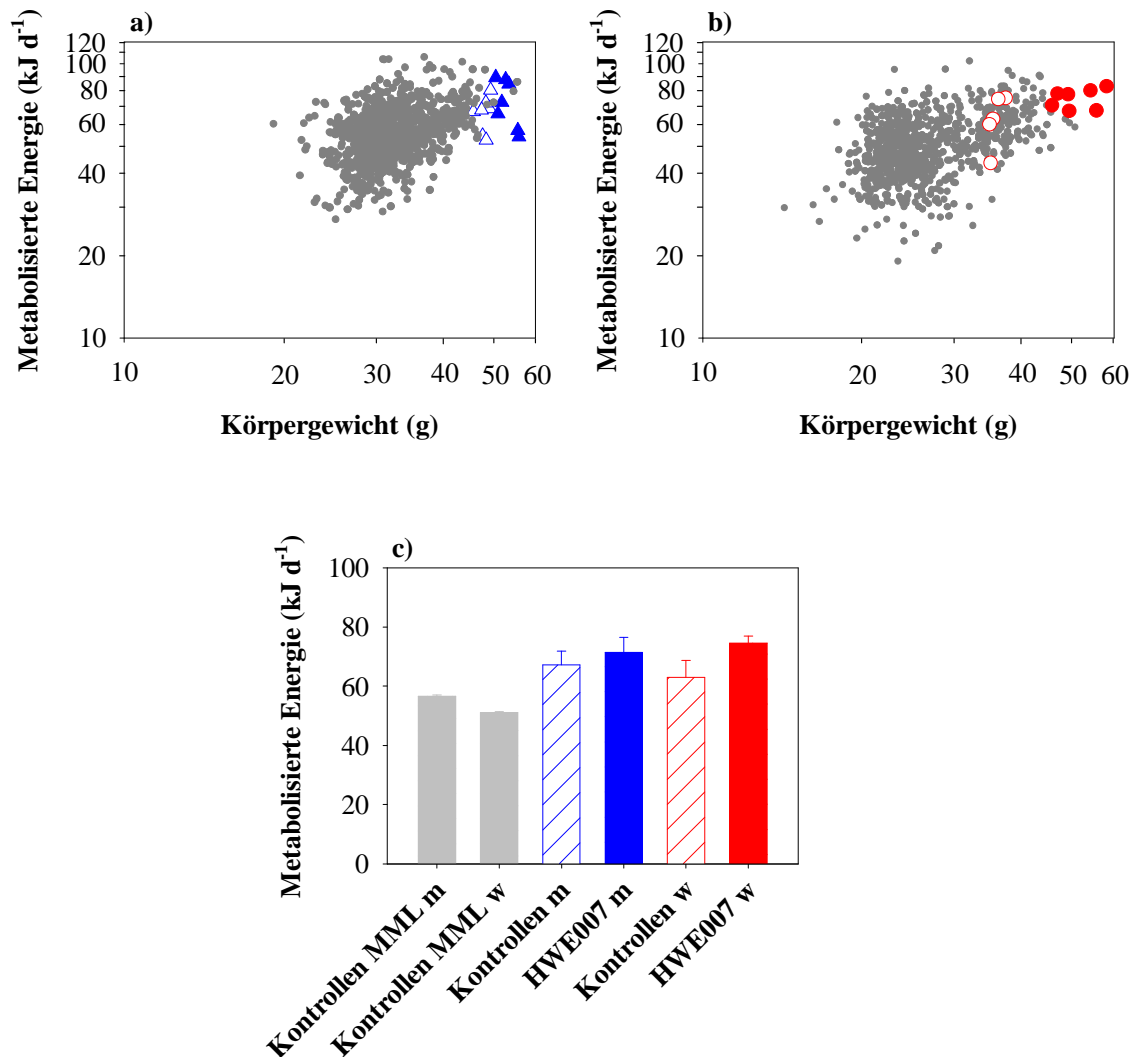 a)
Metabolisierte Energie (kJ d-1)
120
100
80
60
40
20
10
10
20
30
40
50
60
Körpergewicht (g)
b)
Metabolisierte Energie (kJ d-1)
120
100
80
60
40
20
10
10
20
30
40
50
60
Körpergewicht (g)
c)
Metabolisierte Energie (kJ d-1)
100
80
60
40
20
0
Kontrollen MML m
Kontrollen MML w
Kontrollen m
HWE007 m
Kontrollen w
HWE007 w